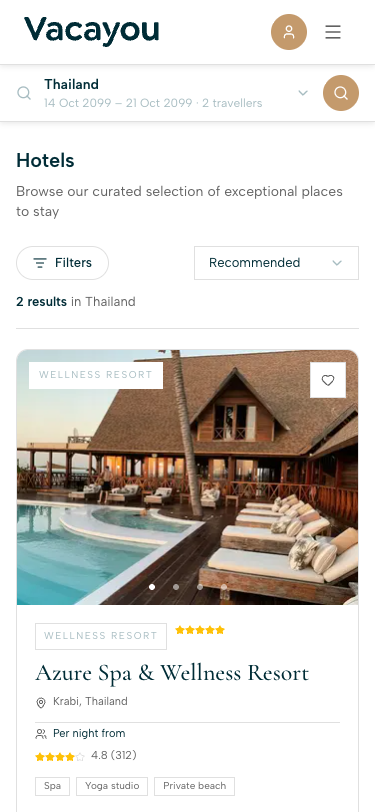 Vacayou
Thailand
14 Oct 2099 – 21 Oct 2099 · 2 travellers
Hotels
Browse our curated selection of exceptional places
to stay
Filters
Recommended
2 results in Thailand
WELLNESS RESORT
WELLNESS RESORT
Azure Spa & Wellness Resort
Krabi, Thailand
Per night from
4.8 (312)
Spa
Yoga studio
Private beach